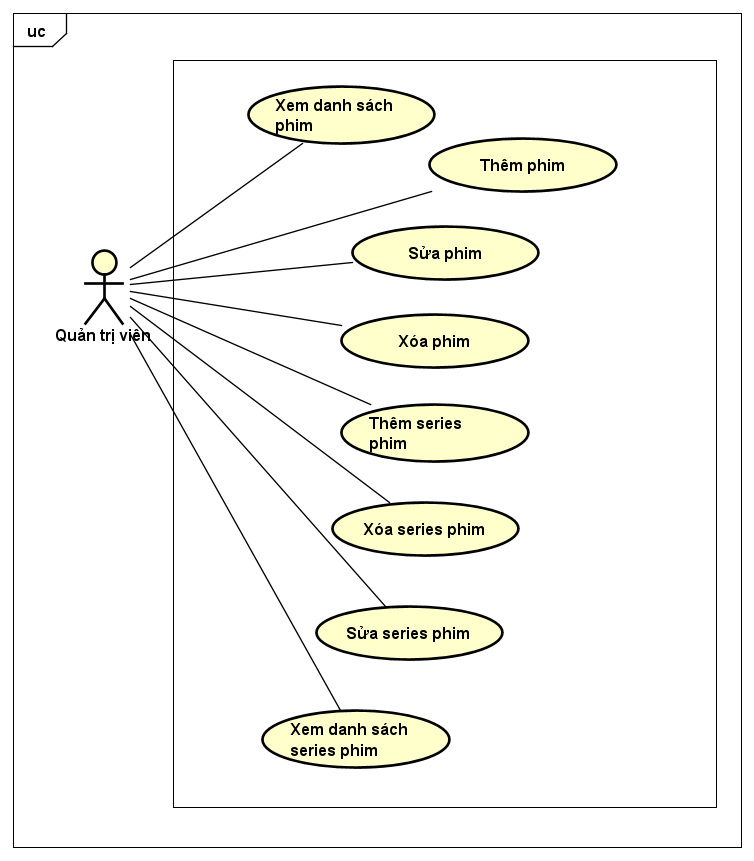 uc
Xem danh sách
phim
Thêm phim
Sửa phim
Quản trị viên
Xóa phim
Thêm series
phim
Xóa series phim
Sửa series phim
Xem danh sách
series phim